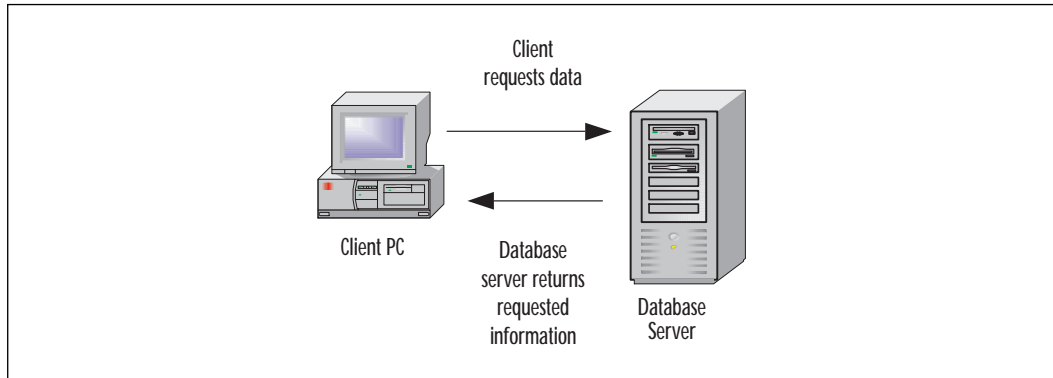 Client
requests data
Client PC
Database
server returns
requested
information
Database
Server